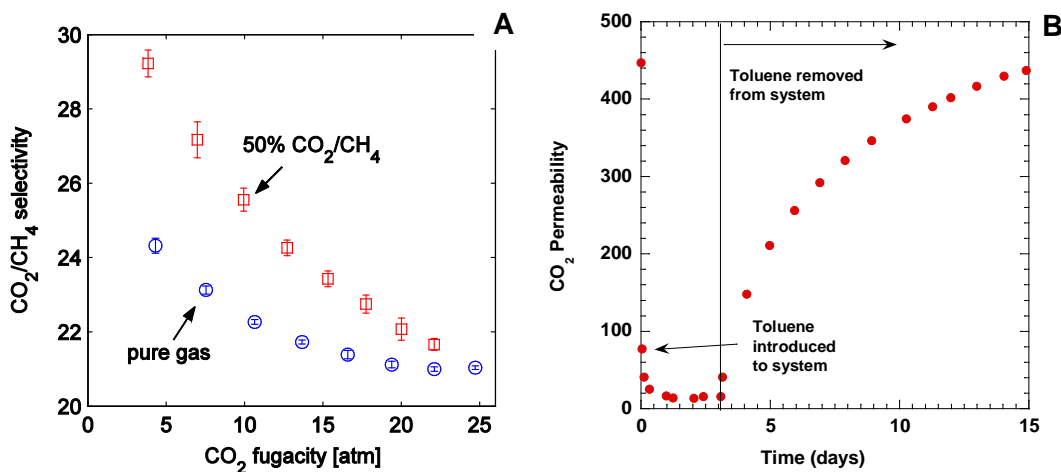 A
30
28
26
24
22
20
CO2/CH4 selectivity
50% CO2/CH4
pure gas
0
5
10
15
20
25
CO2 fugacity [atm]
B
500
400
300
200
100
0
CO2 Permeability
Toluene removed
from system
Toluene
introduced
to system
0
5
10
15
Time (days)